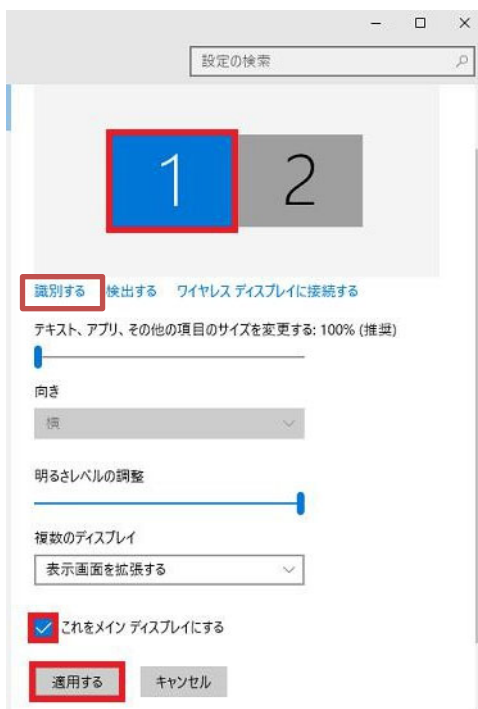 設定の検索
1 2
識別する 検出する ワイヤレス ディスプレイに接続する
テキスト、アプリ、その他の項目のサイズを変更する: 100% (推奨)
向き
横
明るさレベルの調整
複数のディスプレイ
表示画面を拡張する
これをメイン ディスプレイにする
適用する キャンセル